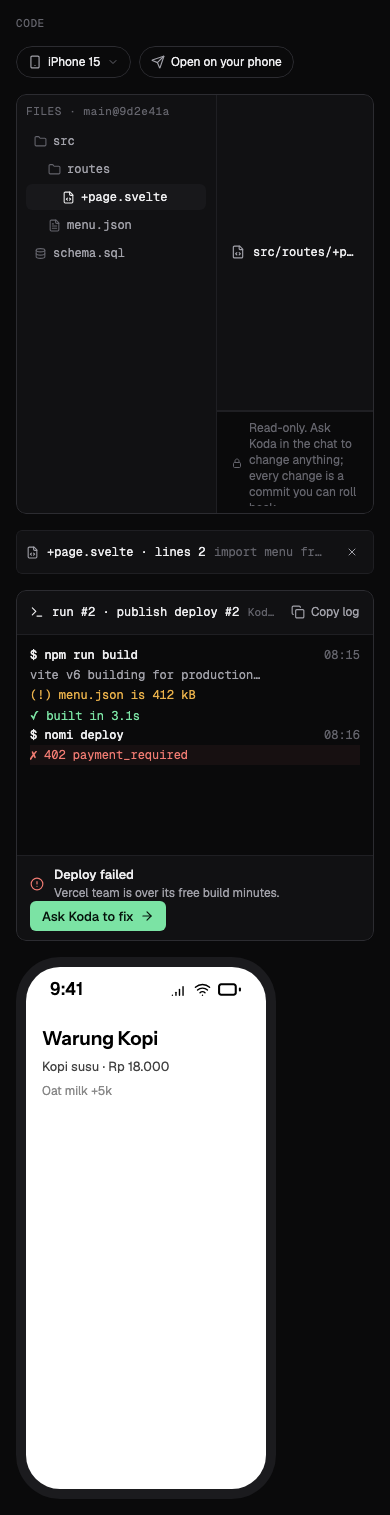 CODE
iPhone 15
Open on your phone
FILES · main@9d2e41a
src
routes
+page.svelte
menu.json
schema.sql
src/routes/+p…
Read-only. Ask
Koda in the chat to
change anything;
every change is a
commit you can roll
+page.svelte · lines 2 import menu fr…
run #2 · publish deploy #2 Kod…
Copy log
$ npm run build 08:15
vite v6 building for production…
(!) menu.json is 412 kB
✓ built in 3.1s
$ nomi deploy 08:16
✗ 402 payment_required
Deploy failed
Vercel team is over its free build minutes.
Ask Koda to fix →
9:41
Warung Kopi
Kopi susu · Rp 18.000
Oat milk +5k